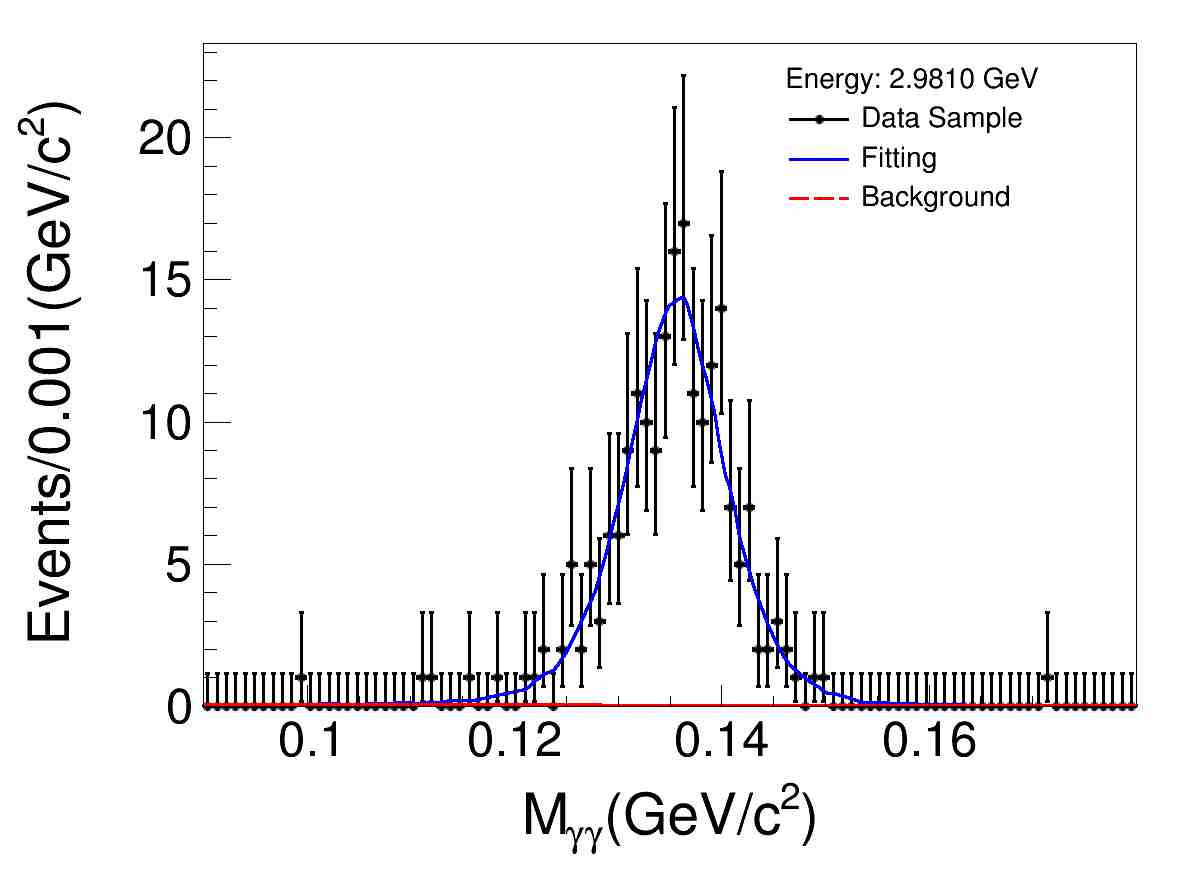 Energy: 2.9810 GeV
Data Sample
Fitting
Background
Events/0.001(GeV/c²)
20
15
10
5
0
0.1 0.12 0.14 0.16
Mγγ(GeV/c²)